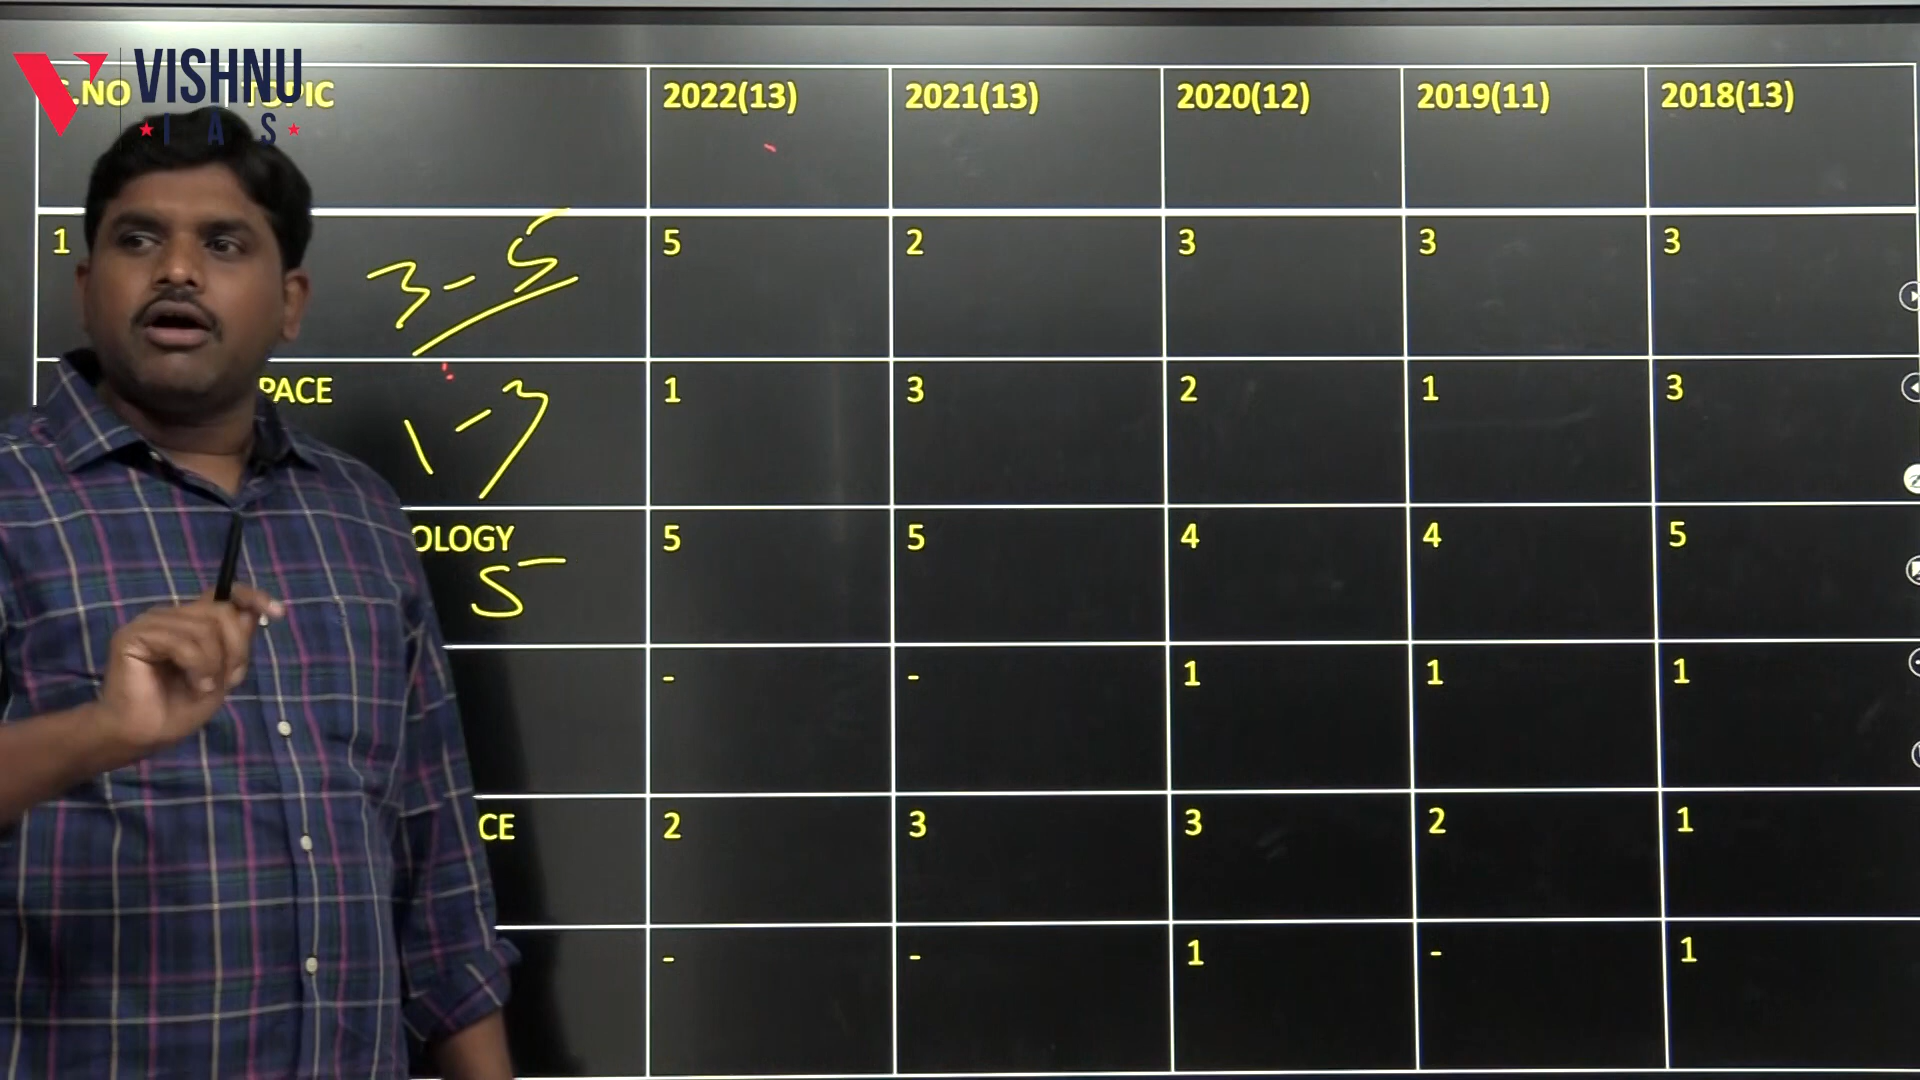 VISHNU
IAS
S.NO TOPIC 2022(13) 2021(13) 2020(12) 2019(11) 2018(13)
1 3-5 5 2 3 3 3
PACE 1-3 1 3 2 1 3
OLOGY 5 5 4 4 5
5
- - 1 1 1
CE 2 3 3 2 1
- - 1 - 1